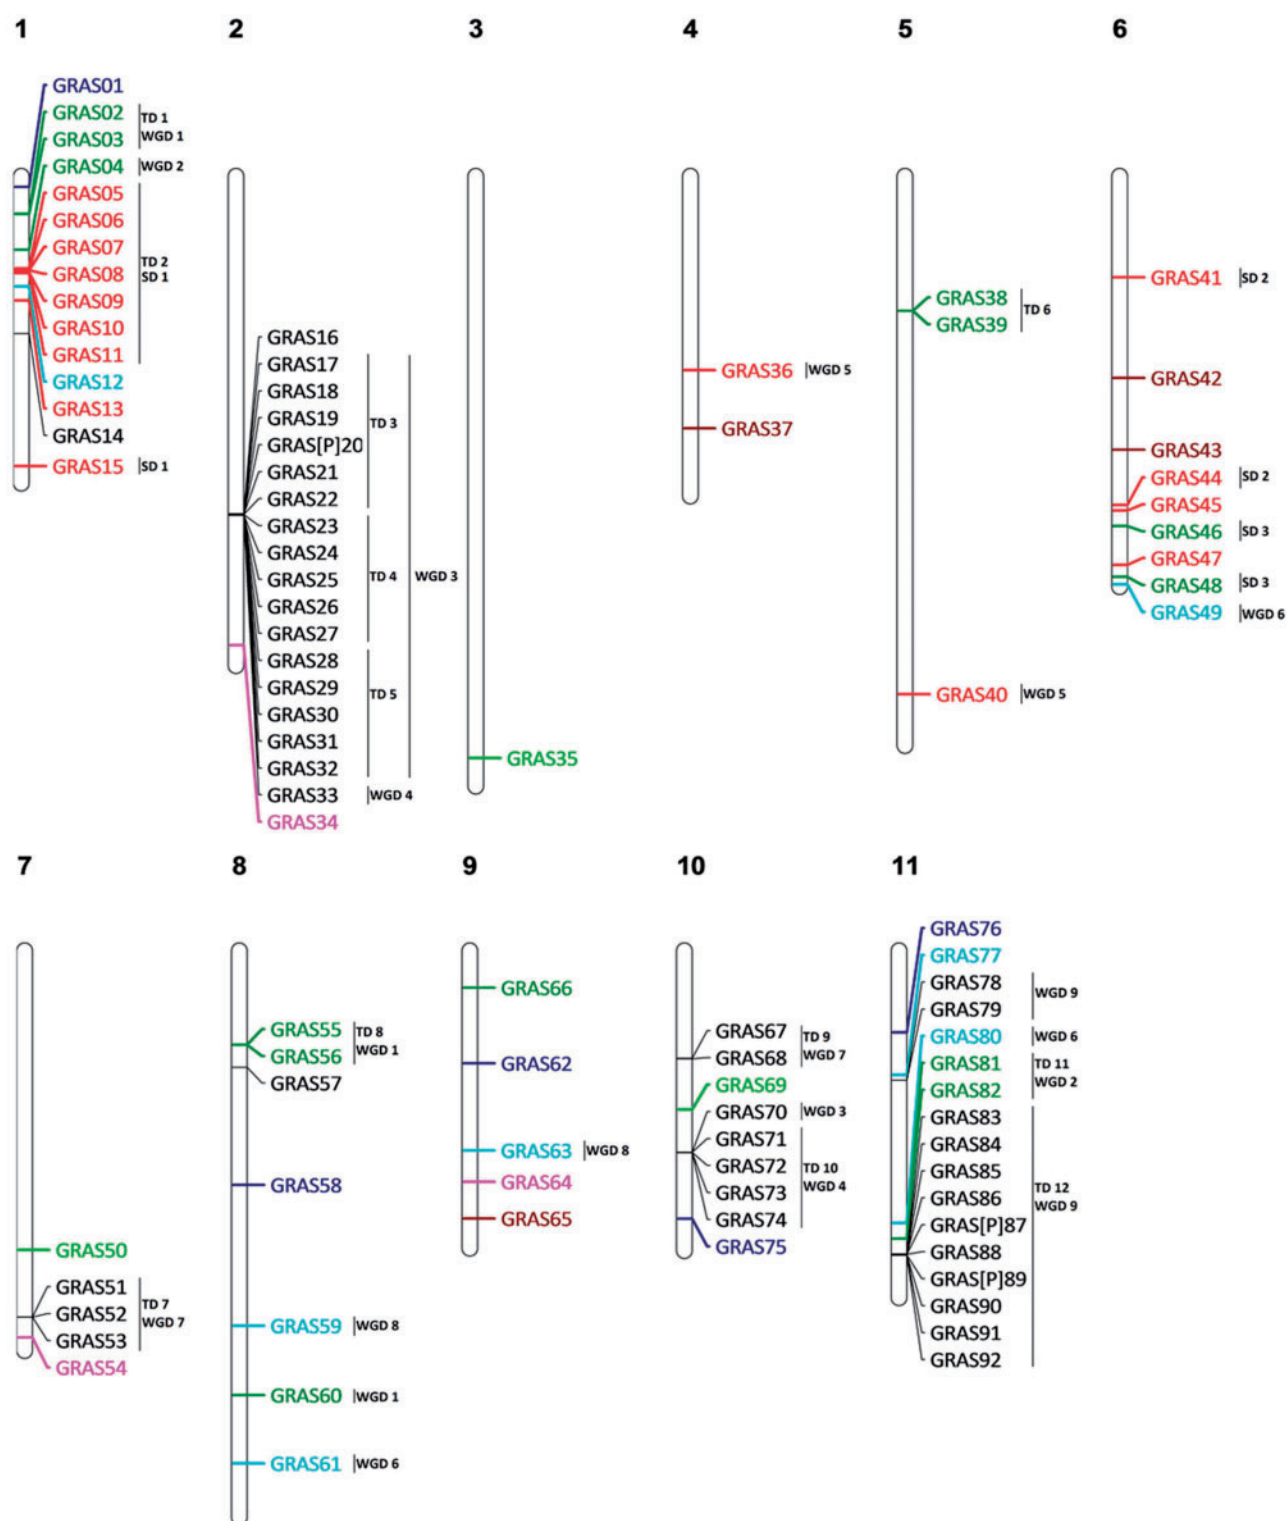 1
GRAS01
GRAS02
TD 1
GRAS03
WGD 1
GRAS04
WGD 2
GRAS05
GRAS06
GRAS07
TD 2
GRAS08
SD 1
GRAS09
GRAS10
GRAS11
GRAS12
GRAS13
GRAS14
GRAS15
SD 1
2
GRAS16
GRAS17
GRAS18
GRAS19
TD 3
GRAS[P]20
GRAS21
GRAS22
GRAS23
GRAS24
GRAS25
TD 4
WGD 3
GRAS26
GRAS27
GRAS28
GRAS29
TD 5
GRAS30
GRAS31
GRAS32
GRAS33
WGD 4
GRAS34
3
GRAS35
4
GRAS36
WGD 5
GRAS37
5
GRAS38
TD 6
GRAS39
GRAS40
WGD 5
6
GRAS41
SD 2
GRAS42
GRAS43
GRAS44
SD 2
GRAS45
GRAS46
SD 3
GRAS47
GRAS48
SD 3
GRAS49
WGD 6
7
GRAS50
GRAS51
TD 7
GRAS52
WGD 7
GRAS53
GRAS54
8
GRAS55
TD 8
GRAS56
WGD 1
GRAS57
GRAS58
GRAS59
WGD 8
GRAS60
WGD 1
GRAS61
WGD 6
9
GRAS66
GRAS62
GRAS63
WGD 8
GRAS64
GRAS65
10
GRAS67
TD 9
GRAS68
WGD 7
GRAS69
GRAS70
WGD 3
GRAS71
GRAS72
TD 10
GRAS73
WGD 4
GRAS74
GRAS75
11
GRAS76
GRAS77
GRAS78
WGD 9
GRAS79
GRAS80
WGD 6
GRAS81
TD 11
GRAS82
WGD 2
GRAS83
GRAS84
GRAS85
TD 12
GRAS86
WGD 9
GRAS[P]87
GRAS88
GRAS[P]89
GRAS90
GRAS91
GRAS92